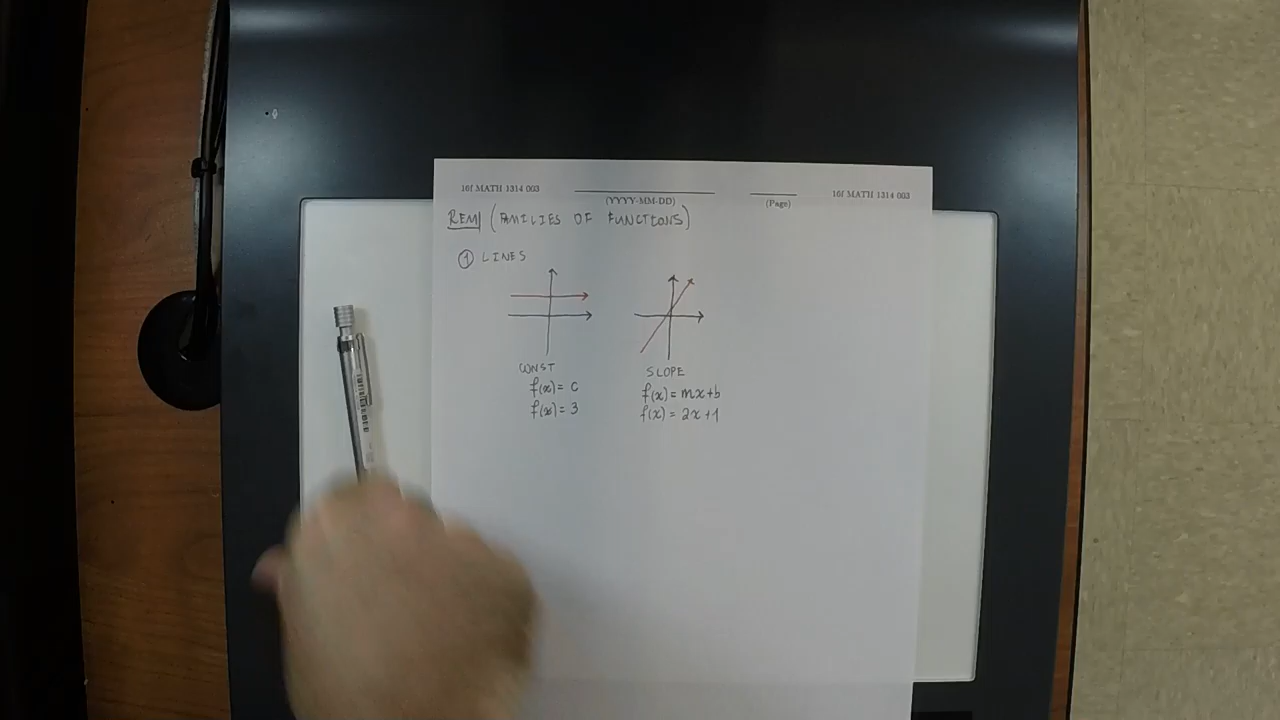 16f MATH 1314 003
(YYYY-MM-DD)
(Page)
16f MATH 1314 003
REM (FAMILIES OF FUNCTIONS)
① LINES
CONST
f(x) = c
f(x) = 3
SLOPE
f(x) = mx+b
f(x) = 2x+1